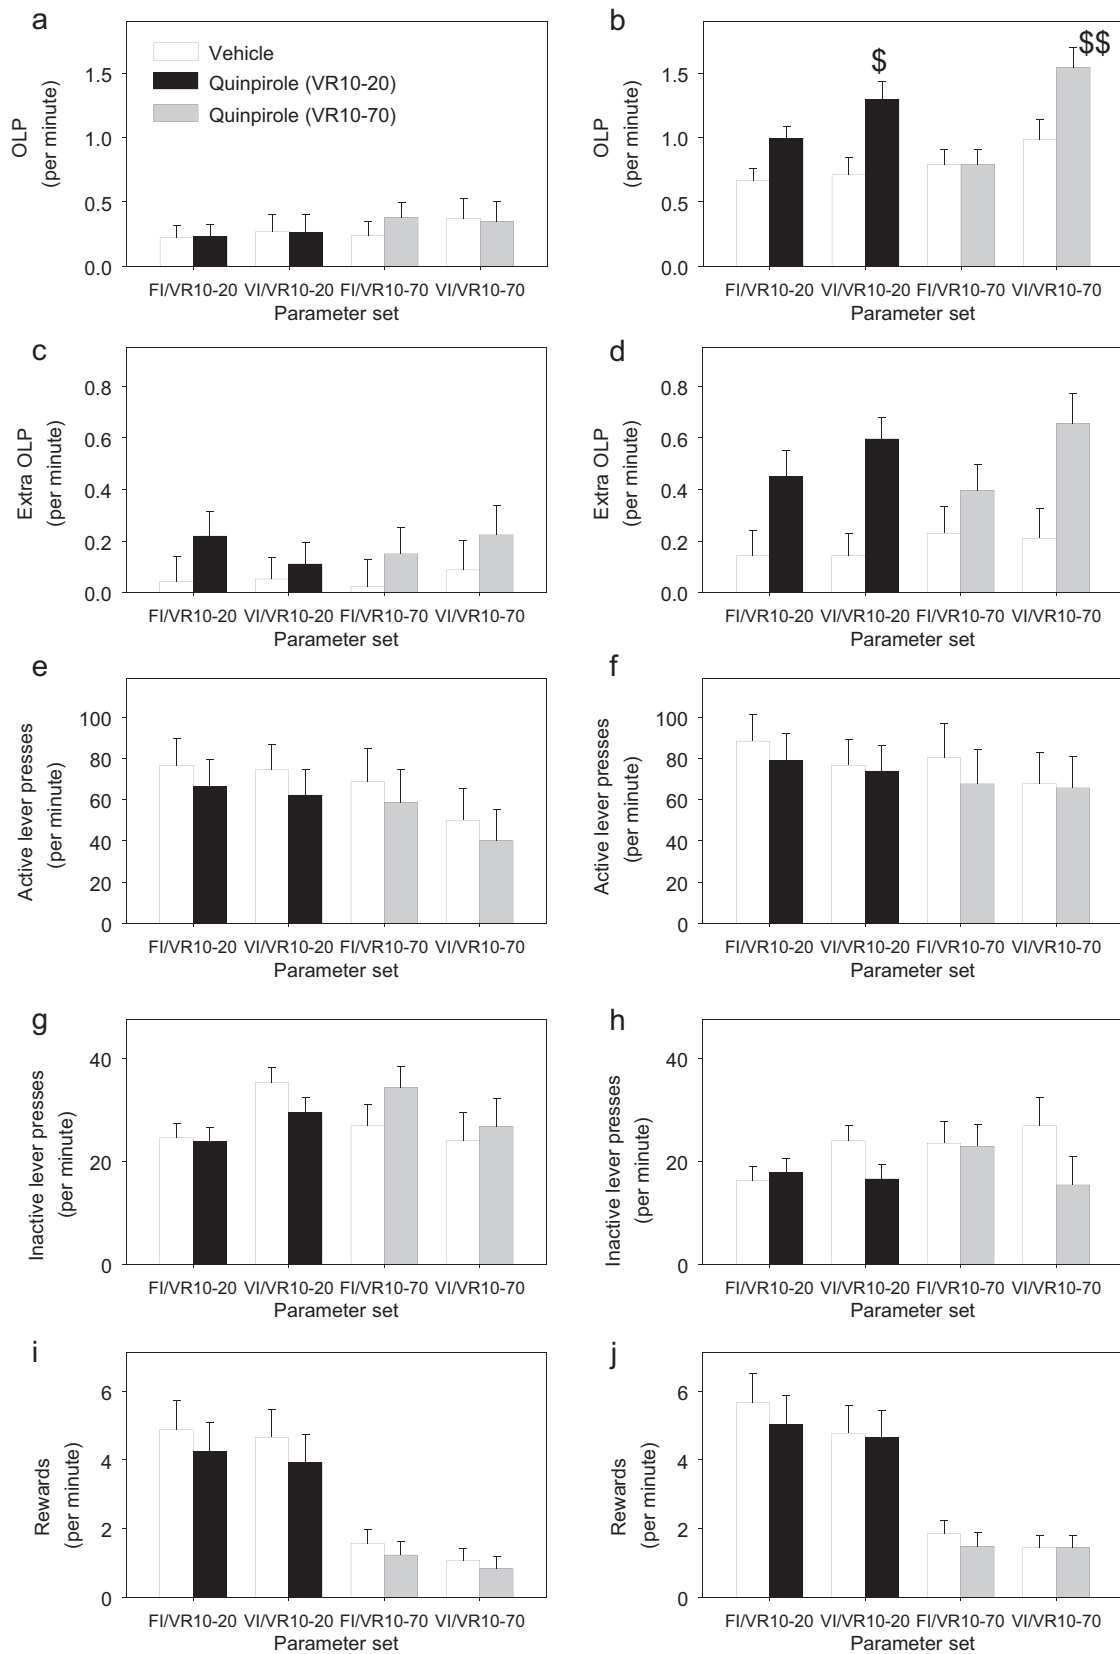 a
OLP
(per minute)
1.5
1.0
0.5
0.0
Vehicle
Quinpirole (VR10-20)
Quinpirole (VR10-70)
FI/VR10-20 VI/VR10-20 FI/VR10-70 VI/VR10-70
Parameter set
b
OLP
(per minute)
1.5
1.0
0.5
0.0
$
$$
FI/VR10-20 VI/VR10-20 FI/VR10-70 VI/VR10-70
Parameter set
c
Extra OLP
(per minute)
0.8
0.6
0.4
0.2
0.0
FI/VR10-20 VI/VR10-20 FI/VR10-70 VI/VR10-70
Parameter set
d
Extra OLP
(per minute)
0.8
0.6
0.4
0.2
0.0
FI/VR10-20 VI/VR10-20 FI/VR10-70 VI/VR10-70
Parameter set
e
Active lever presses
(per minute)
100
80
60
40
20
0
FI/VR10-20 VI/VR10-20 FI/VR10-70 VI/VR10-70
Parameter set
f
Active lever presses
(per minute)
100
80
60
40
20
0
FI/VR10-20 VI/VR10-20 FI/VR10-70 VI/VR10-70
Parameter set
g
Inactive lever presses
(per minute)
40
20
0
FI/VR10-20 VI/VR10-20 FI/VR10-70 VI/VR10-70
Parameter set
h
Inactive lever presses
(per minute)
40
20
0
FI/VR10-20 VI/VR10-20 FI/VR10-70 VI/VR10-70
Parameter set
i
Rewards
(per minute)
6
4
2
0
FI/VR10-20 VI/VR10-20 FI/VR10-70 VI/VR10-70
Parameter set
j
Rewards
(per minute)
6
4
2
0
FI/VR10-20 VI/VR10-20 FI/VR10-70 VI/VR10-70
Parameter set